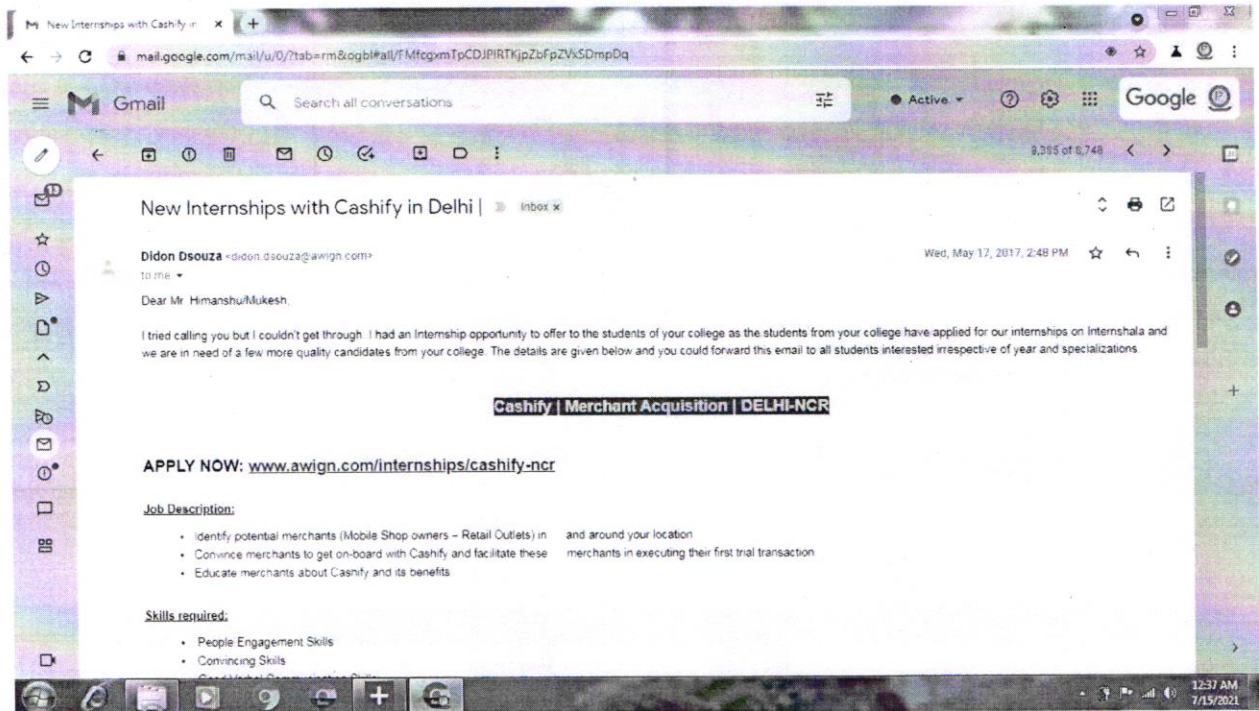 New Internships with Cashify in
mail.google.com/mail/u/0/?tab=rm&ogbl#all/FMfcgxmTpCDJPlRTKjpZbFpZVxSDmpDq
Gmail
Search all conversations
Active
Google
of 8,748
13
New Internships with Cashify in Delhi |
Inbox x
Didon Dsouza <didon.dsouza@awign.com>
Wed, May 17, 2017, 2:48 PM
to me
Dear Mr. Himanshu/Mukesh,
I tried calling you but I couldn't get through. I had an Internship opportunity to offer to the students of your college as the students from your college have applied for our internships on Internshala and
we are in need of a few more quality candidates from your college. The details are given below and you could forward this email to all students interested irrespective of year and specializations.
Cashify | Merchant Acquisition | DELHI-NCR
APPLY NOW: www.awign.com/internships/cashify-ncr
Job Description:
• Identify potential merchants (Mobile Shop owners – Retail Outlets) in and around your location
• Convince merchants to get on-board with Cashify and facilitate these merchants in executing their first trial transaction
• Educate merchants about Cashify and its benefits
Skills required:
• People Engagement Skills
• Convincing Skills
• Good Verbal Communication Skills
12:37 AM
7/15/2021